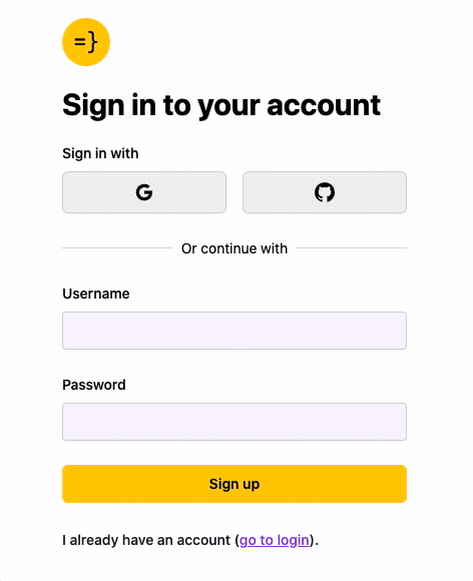 =}
Sign in to your account
Sign in with
G
Or continue with
Username
Password
Sign up
I already have an account (go to login).